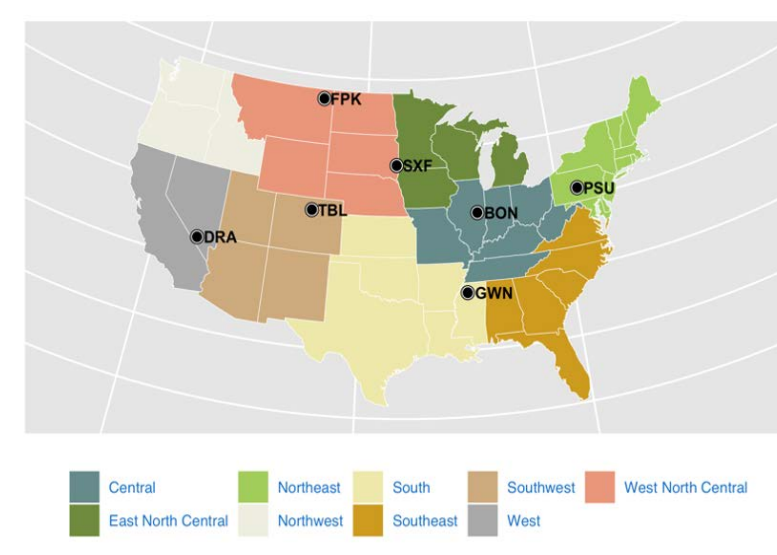 FPK
SXF
PSU
TBL
BON
DRA
GWN
Central
Northeast
South
Southwest
West North Central
East North Central
Northwest
Southeast
West